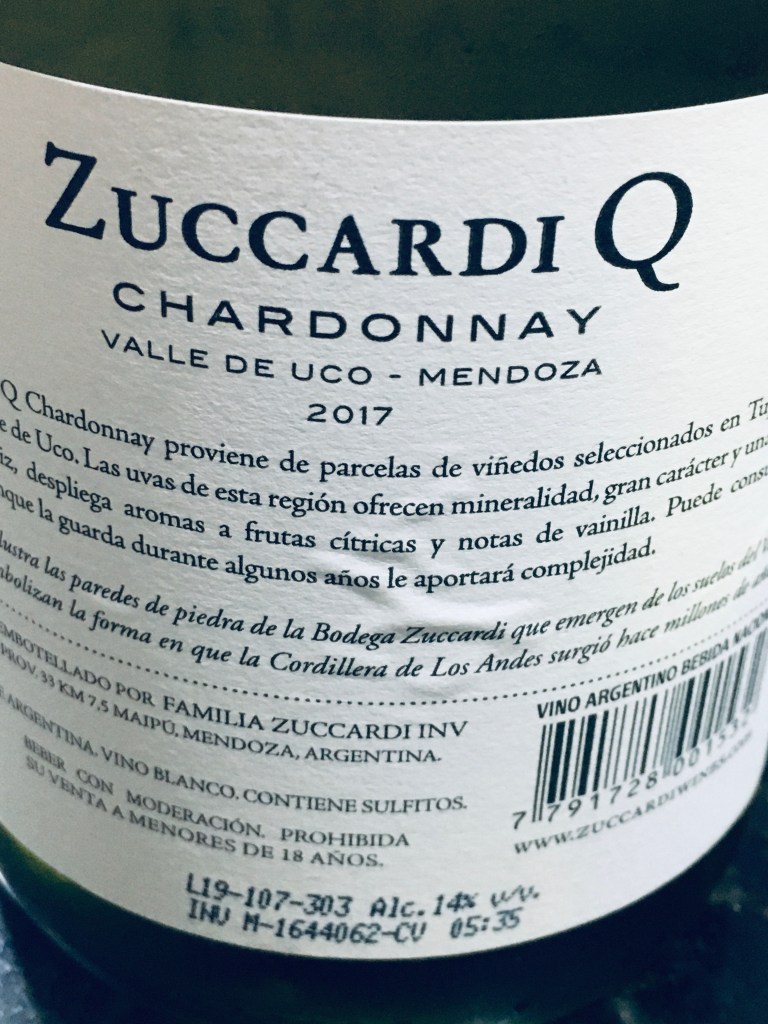 ZUCCARDI Q
CHARDONNAY
VALLE DE UCO - MENDOZA
2017
Q Chardonnay proviene de parcelas de viñedos seleccionados en
de Uco. Las uvas de esta región ofrecen mineralidad, gran carácter y una
despliega aromas a frutas cítricas y notas de vainilla. Puede
la guarda durante algunos años le aportará complejidad.
las paredes de piedra de la Bodega Zuccardi que emergen de los suelos del
la forma en que la Cordillera de Los Andes surgió hace millones de
EMBOTELLADO POR FAMILIA ZUCCARDI INV
PROV. 33 KM 7,5 MAIPÚ, MENDOZA, ARGENTINA.
ARGENTINA. VINO BLANCO. CONTIENE SULFITOS.
BEBER CON MODERACIÓN. PROHIBIDA
SU VENTA A MENORES DE 18 AÑOS.
VINO ARGENTINO BEBIDA
7 791728
WWW.ZUCCARDIWINES.COM
L19-107-303 Alc. 14% v/v.
INV M-1644062-CV 05:35